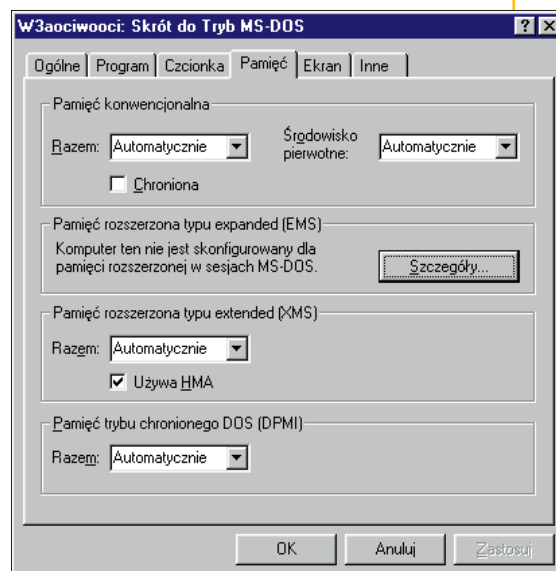 W3aociwooci: Skrót do Tryb MS-DOS
Ogólne Program Czcionka Pamięć Ekran Inne
Pamięć konwencjonalna
Razem: Automatycznie Środowisko pierwotne: Automatycznie
Chroniona
Pamięć rozszerzona typu expanded (EMS)
Komputer ten nie jest skonfigurowany dla
pamięci rozszerzonej w sesjach MS-DOS.
Szczegóły...
Pamięć rozszerzona typu extended (XMS)
Razem: Automatycznie
Używa HMA
Pamięć trybu chronionego DOS (DPMI)
Razem: Automatycznie
OK Anuluj Zastosuj